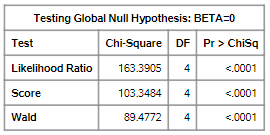 Testing Global Null Hypothesis: BETA=0
Test Chi-Square DF Pr > ChiSq
Likelihood Ratio 163.3905 4 <.0001
Score 103.3484 4 <.0001
Wald 89.4772 4 <.0001